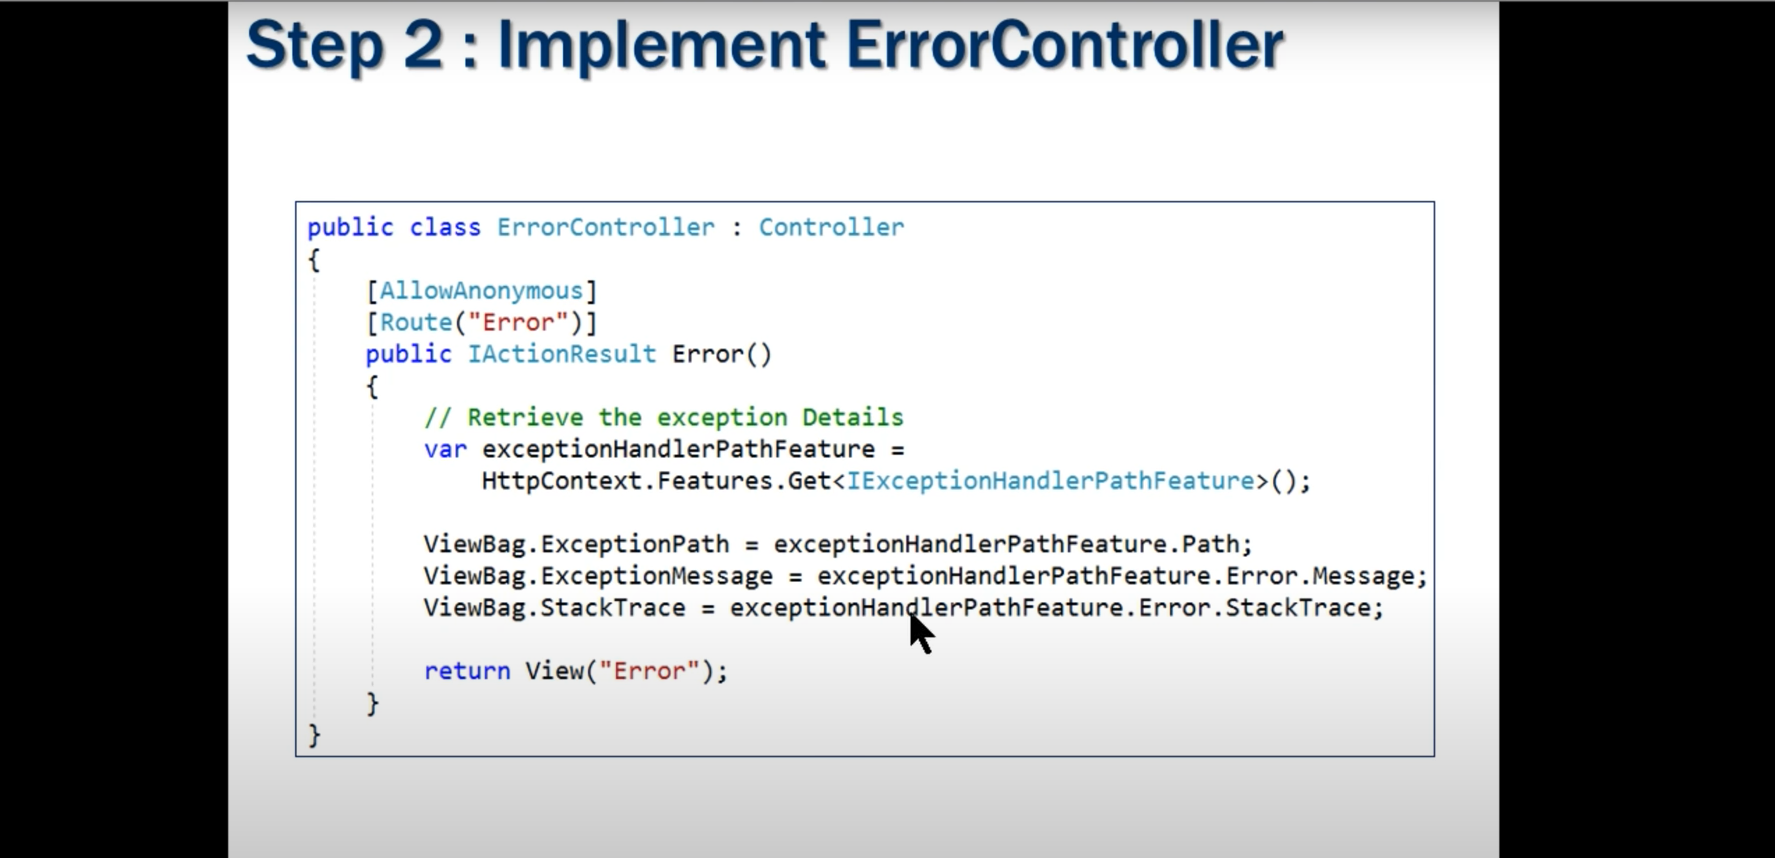 Step 2 : Implement ErrorController
public class ErrorController : Controller
{
[AllowAnonymous]
[Route("Error")]
public IActionResult Error()
{
// Retrieve the exception Details
var exceptionHandlerPathFeature =
HttpContext.Features.Get<IExceptionHandlerPathFeature>();
ViewBag.ExceptionPath = exceptionHandlerPathFeature.Path;
ViewBag.ExceptionMessage = exceptionHandlerPathFeature.Error.Message;
ViewBag.StackTrace = exceptionHandlerPathFeature.Error.StackTrace;
return View("Error");
}
}